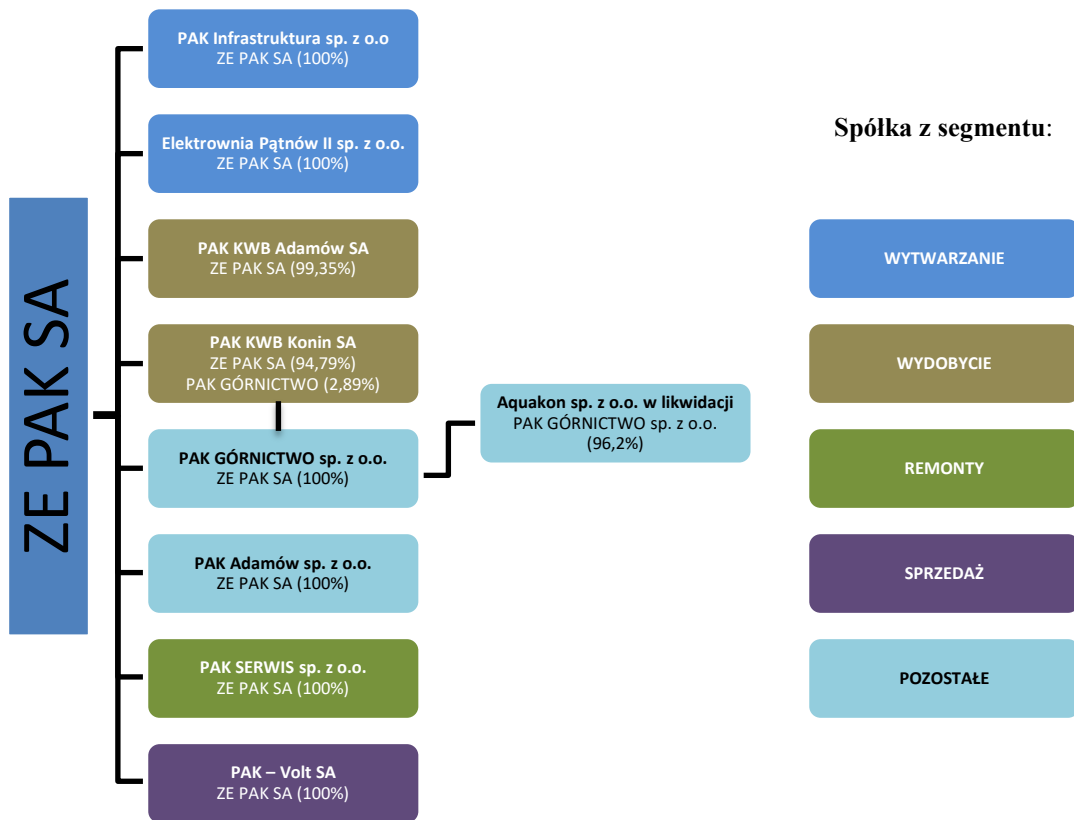 ZE PAK SA
PAK Infrastruktura sp. z o.o
ZE PAK SA (100%)
Elektrownia Pątnów II sp. z o.o.
ZE PAK SA (100%)
PAK KWB Adamów SA
ZE PAK SA (99,35%)
PAK KWB Konin SA
ZE PAK SA (94,79%)
PAK GÓRNICTWO (2,89%)
PAK GÓRNICTWO sp. z o.o.
ZE PAK SA (100%)
Aquakon sp. z o.o. w likwidacji
PAK GÓRNICTWO sp. z o.o.
(96,2%)
PAK Adamów sp. z o.o.
ZE PAK SA (100%)
PAK SERWIS sp. z o.o.
ZE PAK SA (100%)
PAK – Volt SA
ZE PAK SA (100%)
Spółka z segmentu:
WYTWARZANIE
WYDOBYCIE
REMONTY
SPRZEDAŻ
POZOSTAŁE